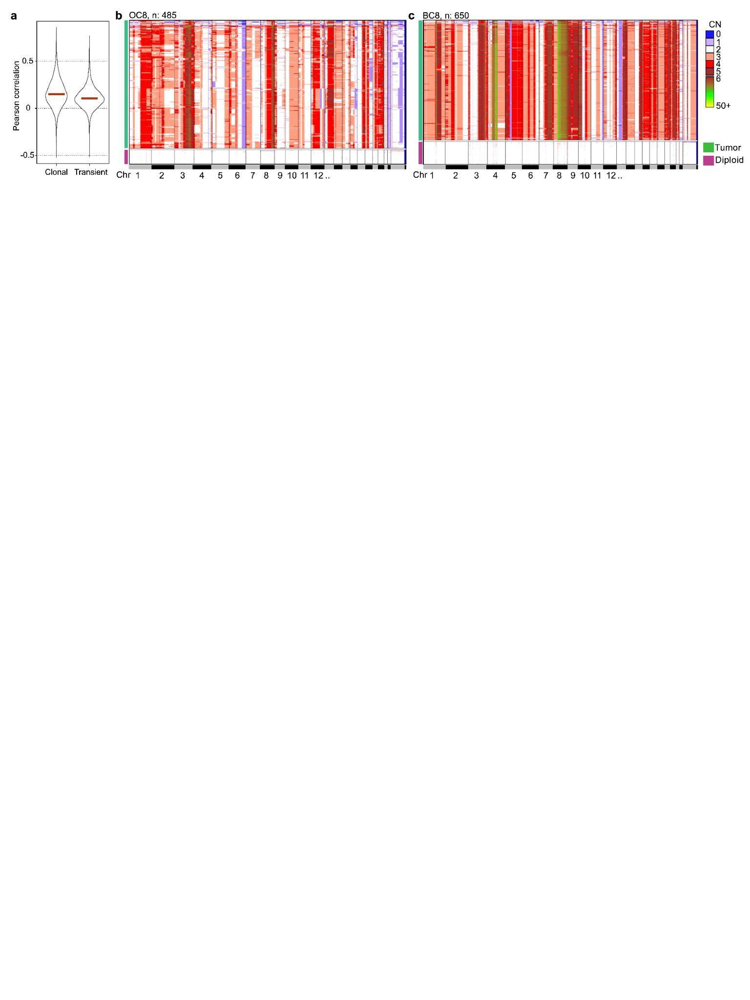 a
Pearson correlation
0.5
0
-0.5
Clonal Transient
b OC8, n: 485
Chr 1 2 3 4 5 6 7 8 9 10 11 12 ..
c BC8, n: 650
Chr 1 2 3 4 5 6 7 8 9 10 11 12 ..
CN
0
1
2
3
4
5
6
50+
Tumor
Diploid